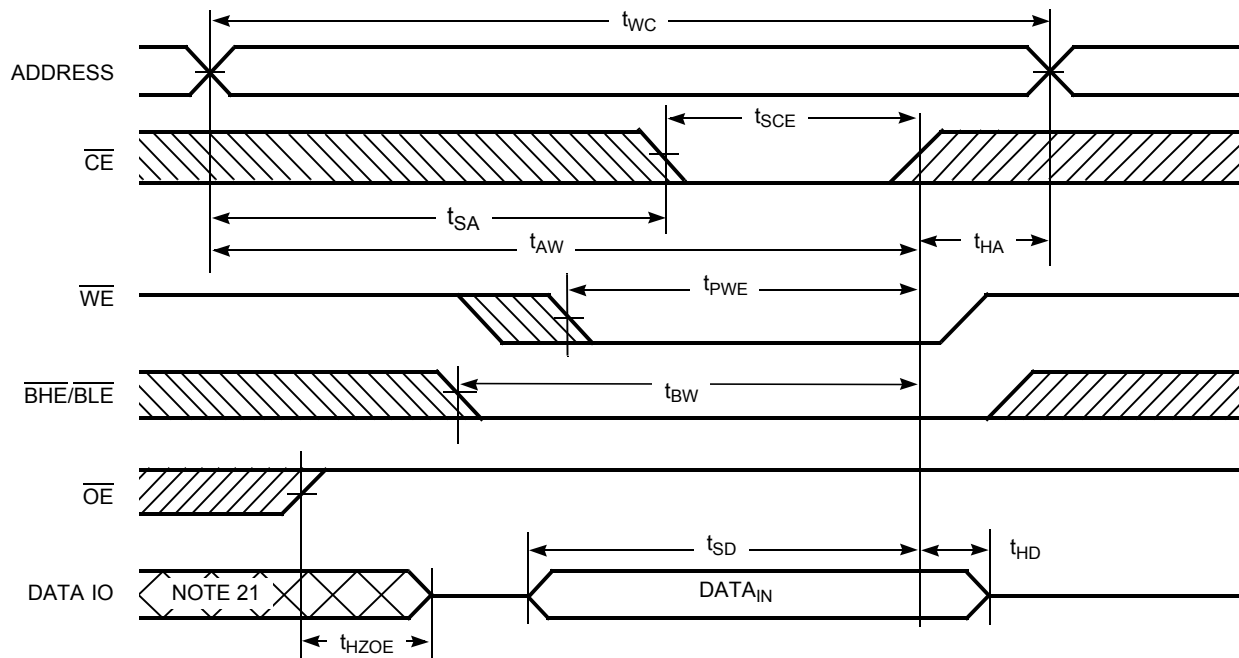 tWC
ADDRESS
tSCE
CE
tSA
tAW
tHA
WE
tPWE
BHE/BLE
tBW
OE
tSD
tHD
DATA IO
NOTE 21
DATAIN
tHZOE